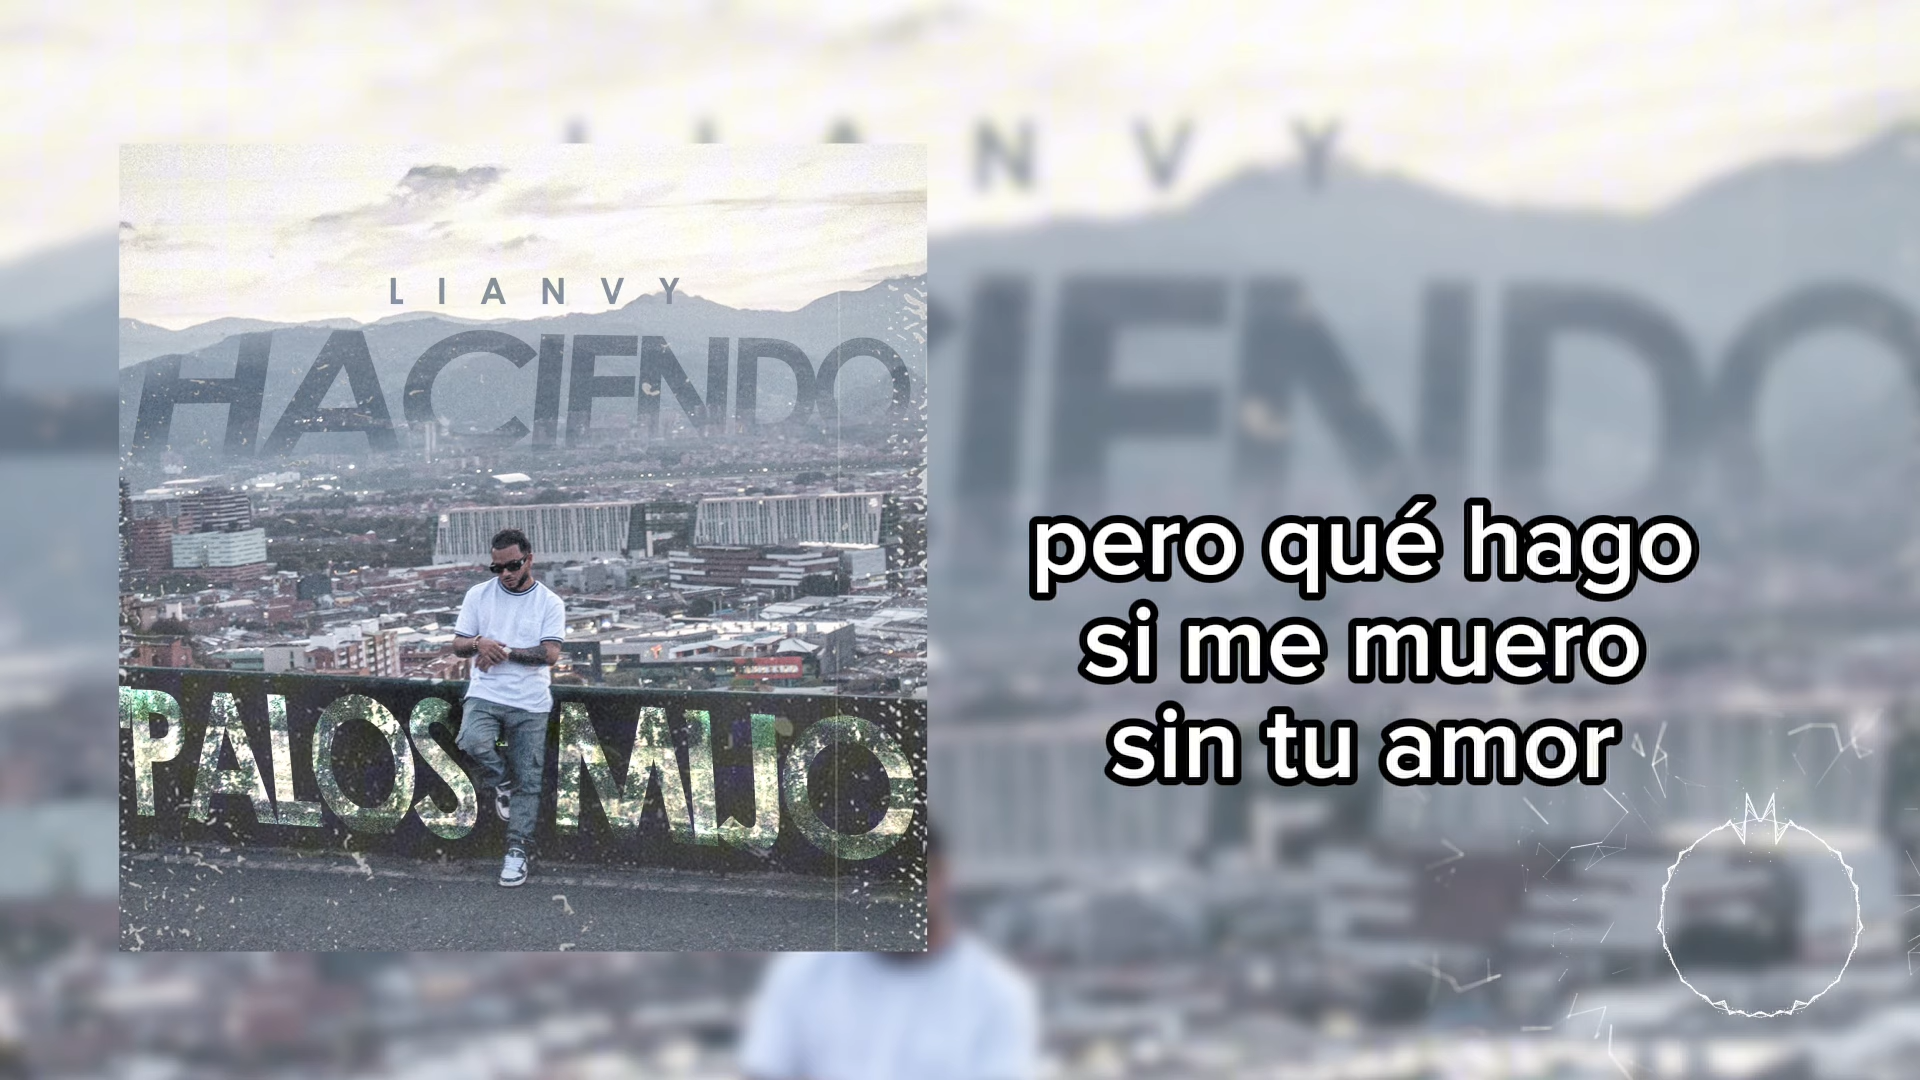 LIANVY
HACIENDO
PALOS MIJO
pero qué hago
si me muero
sin tu amor